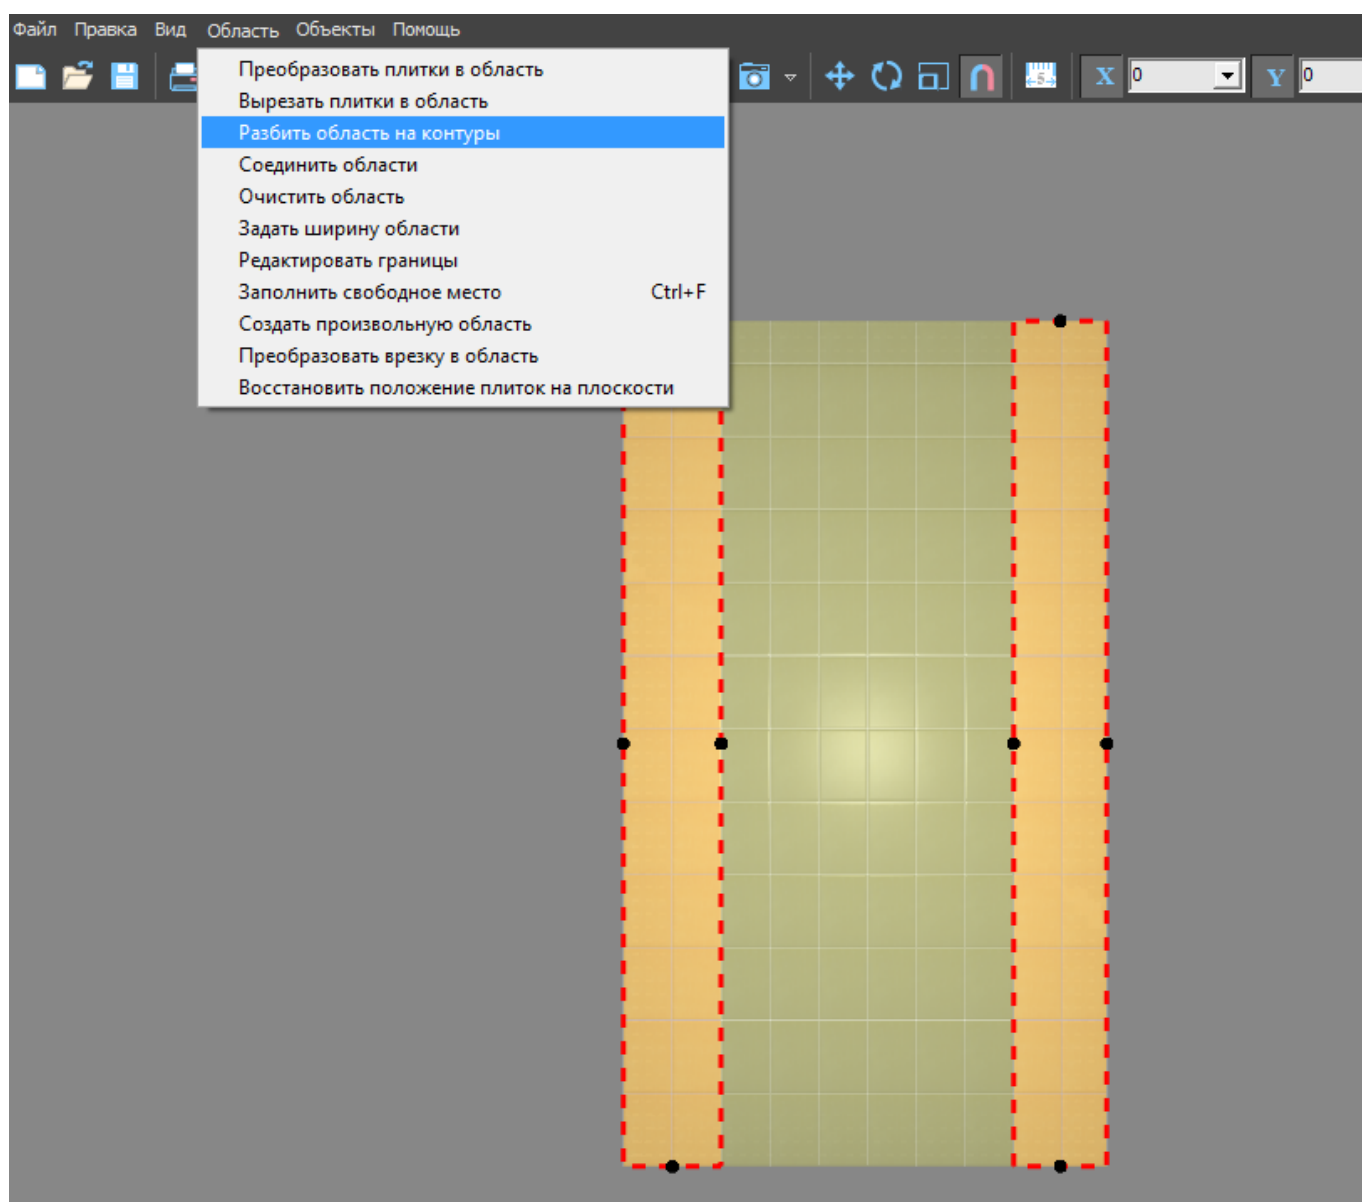 Файл Правка Вид Область Объекты Помощь
5 X 0 Y 0
Преобразовать плитки в область
Вырезать плитки в область
Разбить область на контуры
Соединить области
Очистить область
Задать ширину области
Редактировать границы
Заполнить свободное место Ctrl+F
Создать произвольную область
Преобразовать врезку в область
Восстановить положение плиток на плоскости